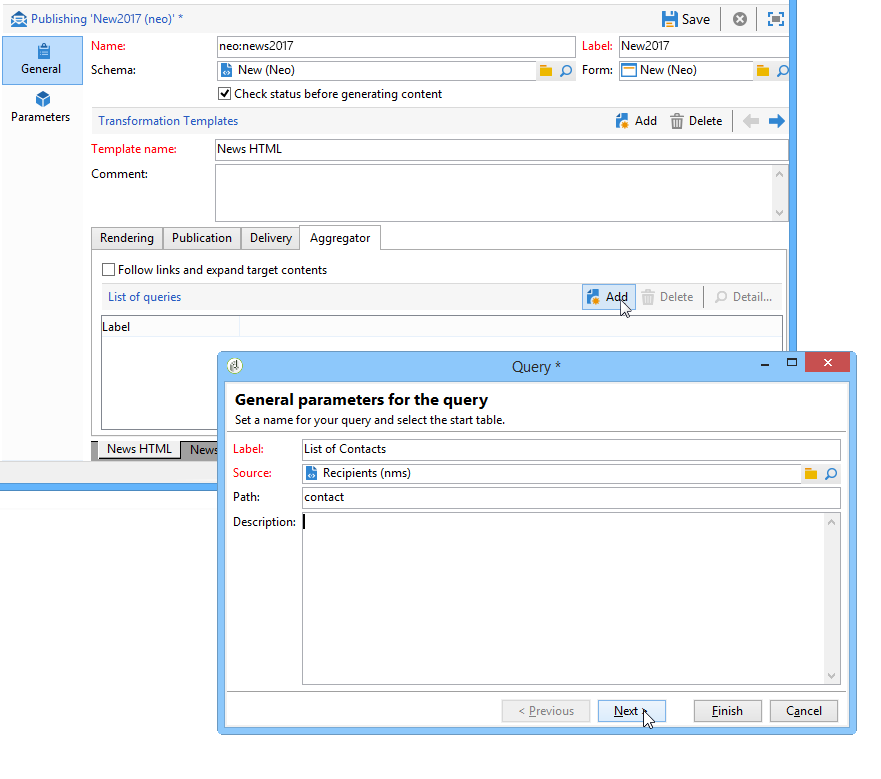 Publishing 'New2017 (neo)' *
Save
General
Parameters
Name: neo:news2017 Label: New2017
Schema: New (Neo) Form: New (Neo)
Check status before generating content
Transformation Templates Add Delete
Template name: News HTML
Comment:
Rendering Publication Delivery Aggregator
Follow links and expand target contents
List of queries Add Delete Detail...
Label
News HTML News
Query *
General parameters for the query
Set a name for your query and select the start table.
Label: List of Contacts
Source: Recipients (nms)
Path: contact
Description:
< Previous Next > Finish Cancel